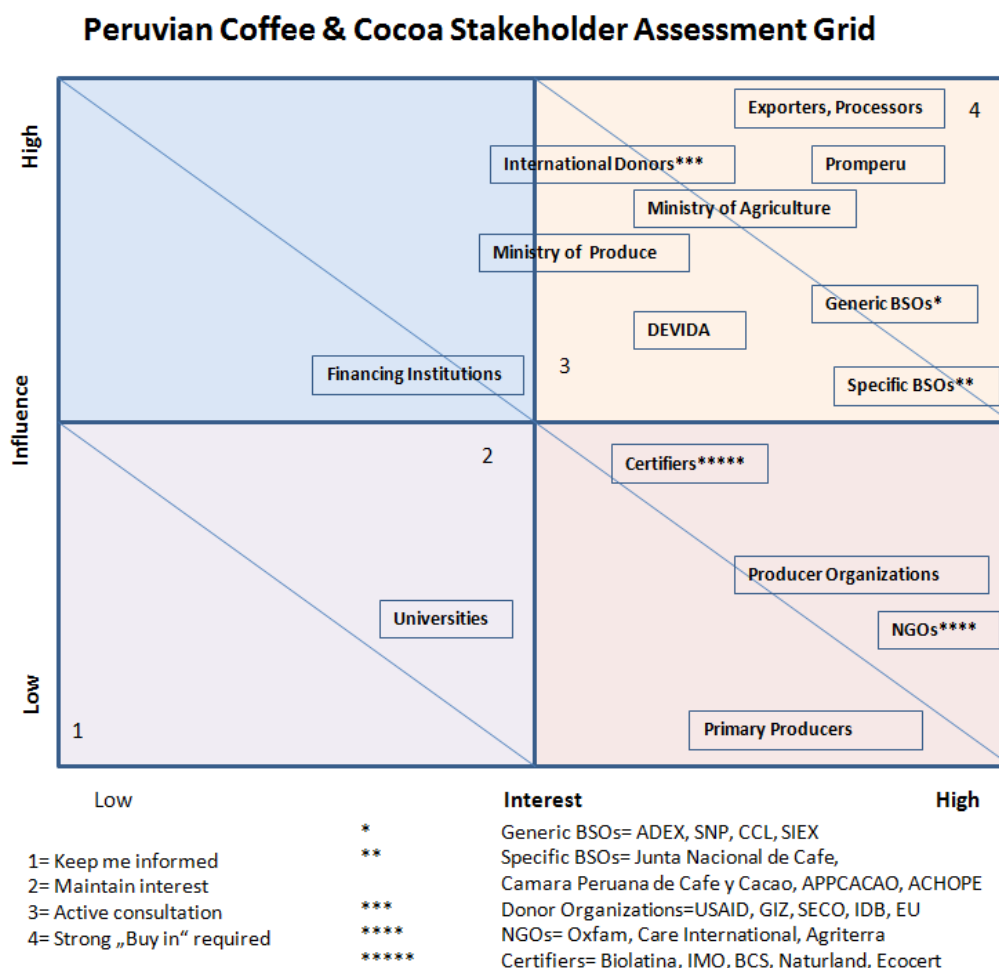 Peruvian Coffee & Cocoa Stakeholder Assessment Grid
High
Exporters, Processors
4
International Donors***
Promperu
Ministry of Agriculture
Ministry of Produce
Generic BSOs*
DEVIDA
3
Financing Institutions
Specific BSOs**
Influence
2
Certifiers*****
Producer Organizations
Universities
NGOs****
Low
1
Primary Producers
Low
Interest
High
* Generic BSOs= ADEX, SNP, CCL, SIEX
1= Keep me informed
** Specific BSOs= Junta Nacional de Cafe,
2= Maintain interest
Camara Peruana de Cafe y Cacao, APPCACAO, ACHOPE
3= Active consultation
*** Donor Organizations=USAID, GIZ, SECO, IDB, EU
4= Strong „Buy in“ required
**** NGOs= Oxfam, Care International, Agriterra
***** Certifiers= Biolatina, IMO, BCS, Naturland, Ecocert